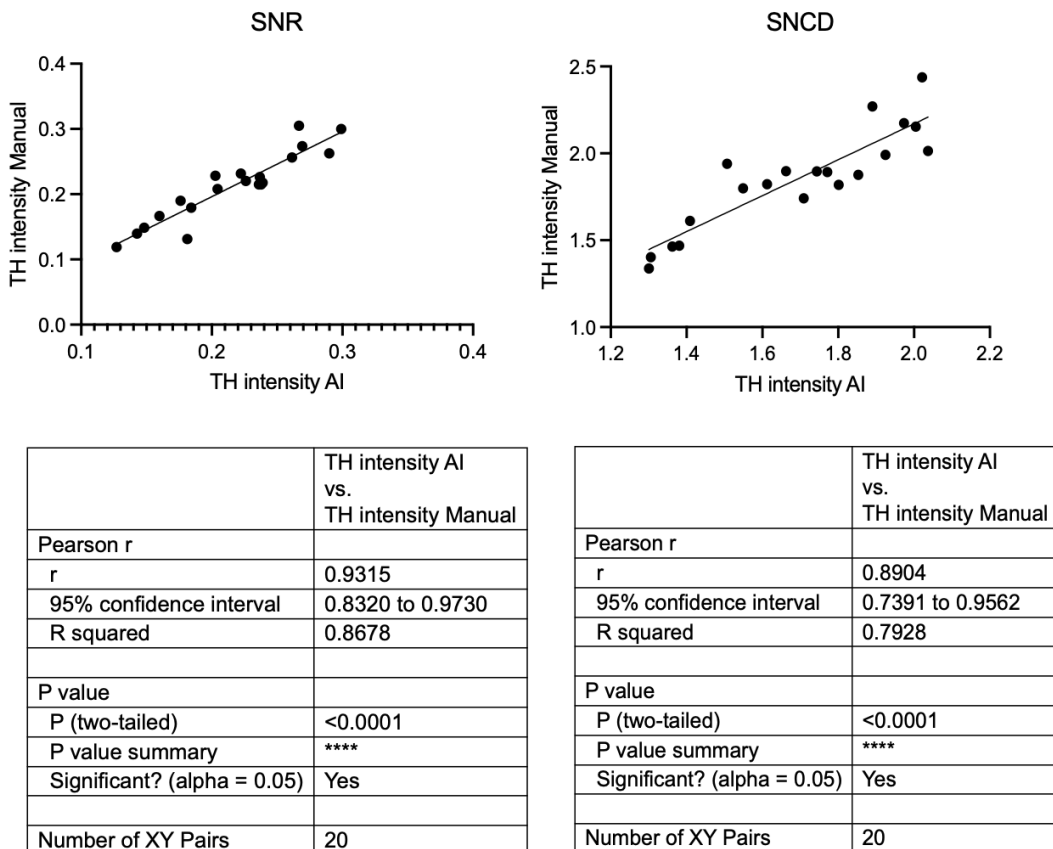 SNR
0.4
0.3
0.2
0.1
0.0
TH intensity Manual
0.1 0.2 0.3 0.4
TH intensity AI
SNCD
2.5
2.0
1.5
1.0
TH intensity Manual
1.2 1.4 1.6 1.8 2.0 2.2
TH intensity AI
TH intensity AI
vs.
TH intensity Manual
Pearson r
r 0.9315
95% confidence interval 0.8320 to 0.9730
R squared 0.8678
P value
P (two-tailed) <0.0001
P value summary ****
Significant? (alpha = 0.05) Yes
Number of XY Pairs 20
TH intensity AI
vs.
TH intensity Manual
Pearson r
r 0.8904
95% confidence interval 0.7391 to 0.9562
R squared 0.7928
P value
P (two-tailed) <0.0001
P value summary ****
Significant? (alpha = 0.05) Yes
Number of XY Pairs 20